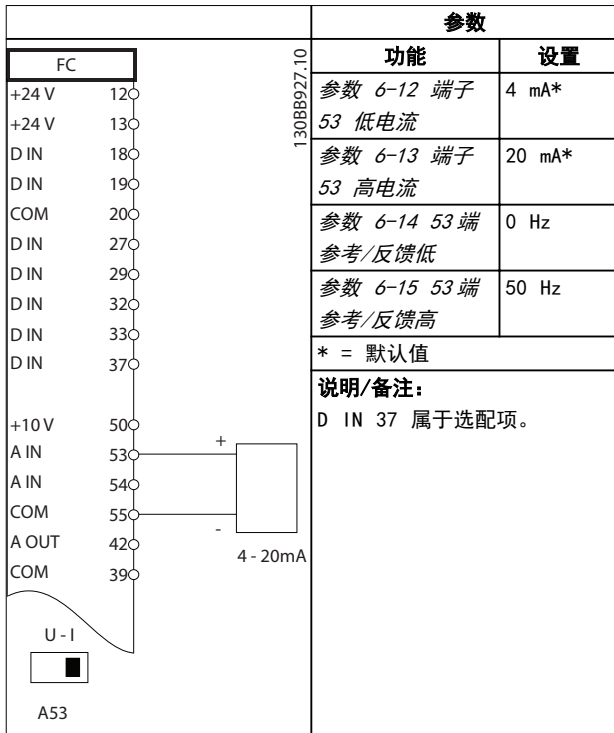 FC
+24 V 12
+24 V 13
D IN 18
D IN 19
COM 20
D IN 27
D IN 29
D IN 32
D IN 33
D IN 37
+10 V 50
A IN 53
A IN 54
COM 55
A OUT 42
COM 39
+
-
4 - 20mA
U - I
A53
130BB927.10
参数
功能 设置
参数 6-12 端子 4 mA*
53 低电流
参数 6-13 端子 20 mA*
53 高电流
参数 6-14 53 端 0 Hz
参考/反馈低
参数 6-15 53 端 50 Hz
参考/反馈高
* = 默认值
说明/备注：
D IN 37 属于选配项。